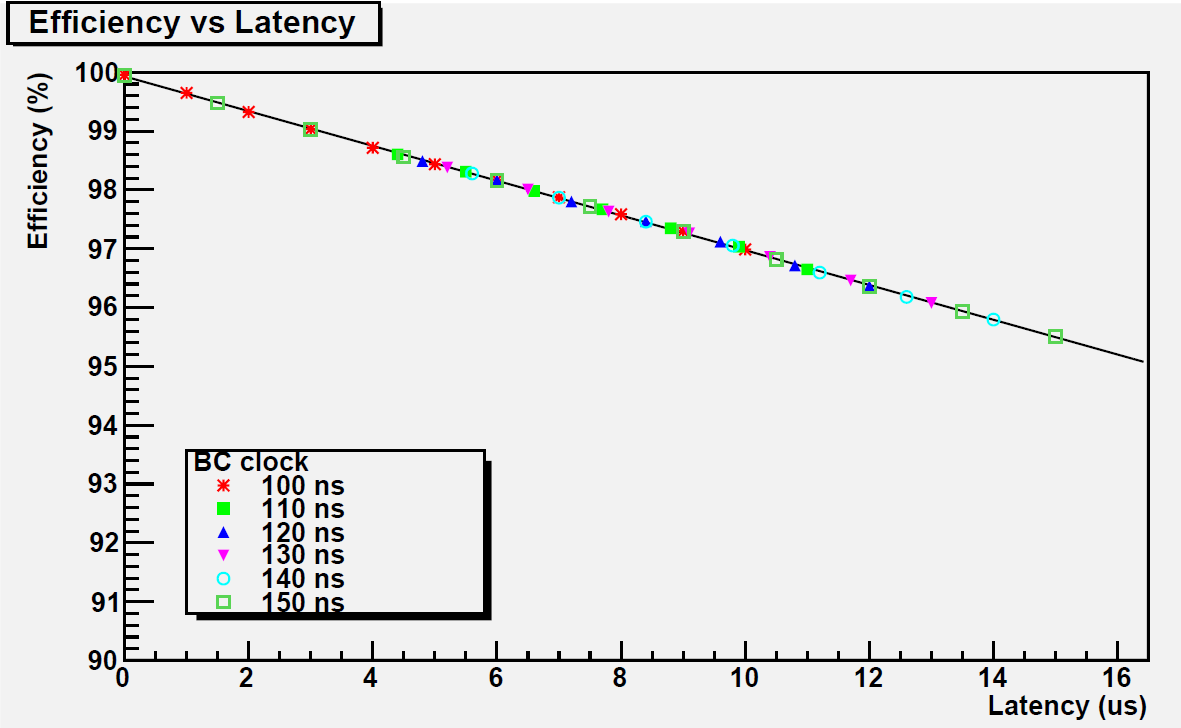 Efficiency vs Latency
Efficiency (%)
100
99
98
97
96
95
94
93
92
91
90
BC clock
100 ns
110 ns
120 ns
130 ns
140 ns
150 ns
0 2 4 6 8 10 12 14 16
Latency (us)